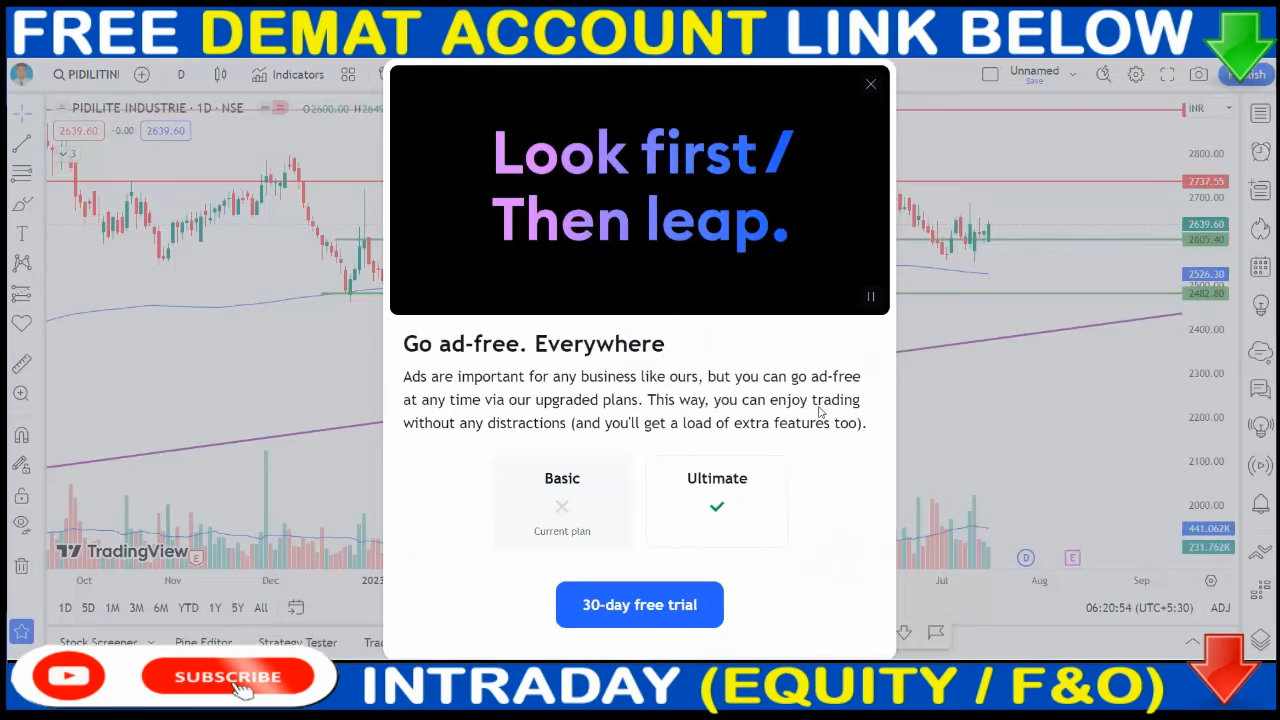 FREE DEMAT ACCOUNT LINK BELOW
PIDILITIN
D
Indicators
Unnamed
Save
PIDILITE INDUSTRIE · 1D · NSE
O2600.00
INR
2639.60
-0.00
2639.60
3
Look first/
Then leap.
2800.00
2737.55
2639.60
2605.40
2526.30
2500.00
2482.80
2400.00
2300.00
2200.00
2100.00
2000.00
441.062K
231.762K
Go ad-free. Everywhere
Ads are important for any business like ours, but you can go ad-free
at any time via our upgraded plans. This way, you can enjoy trading
without any distractions (and you'll get a load of extra features too).
Basic
Ultimate
Current plan
30-day free trial
TradingView
E
D
E
Oct
Nov
Dec
2023
Jul
Aug
Sep
1D 5D 1M 3M 6M YTD 1Y 5Y All
06:20:54 (UTC+5:30)
ADJ
Stock Screener
Pine Editor
Strategy Tester
SUBSCRIBE
INTRADAY (EQUITY / F&O)